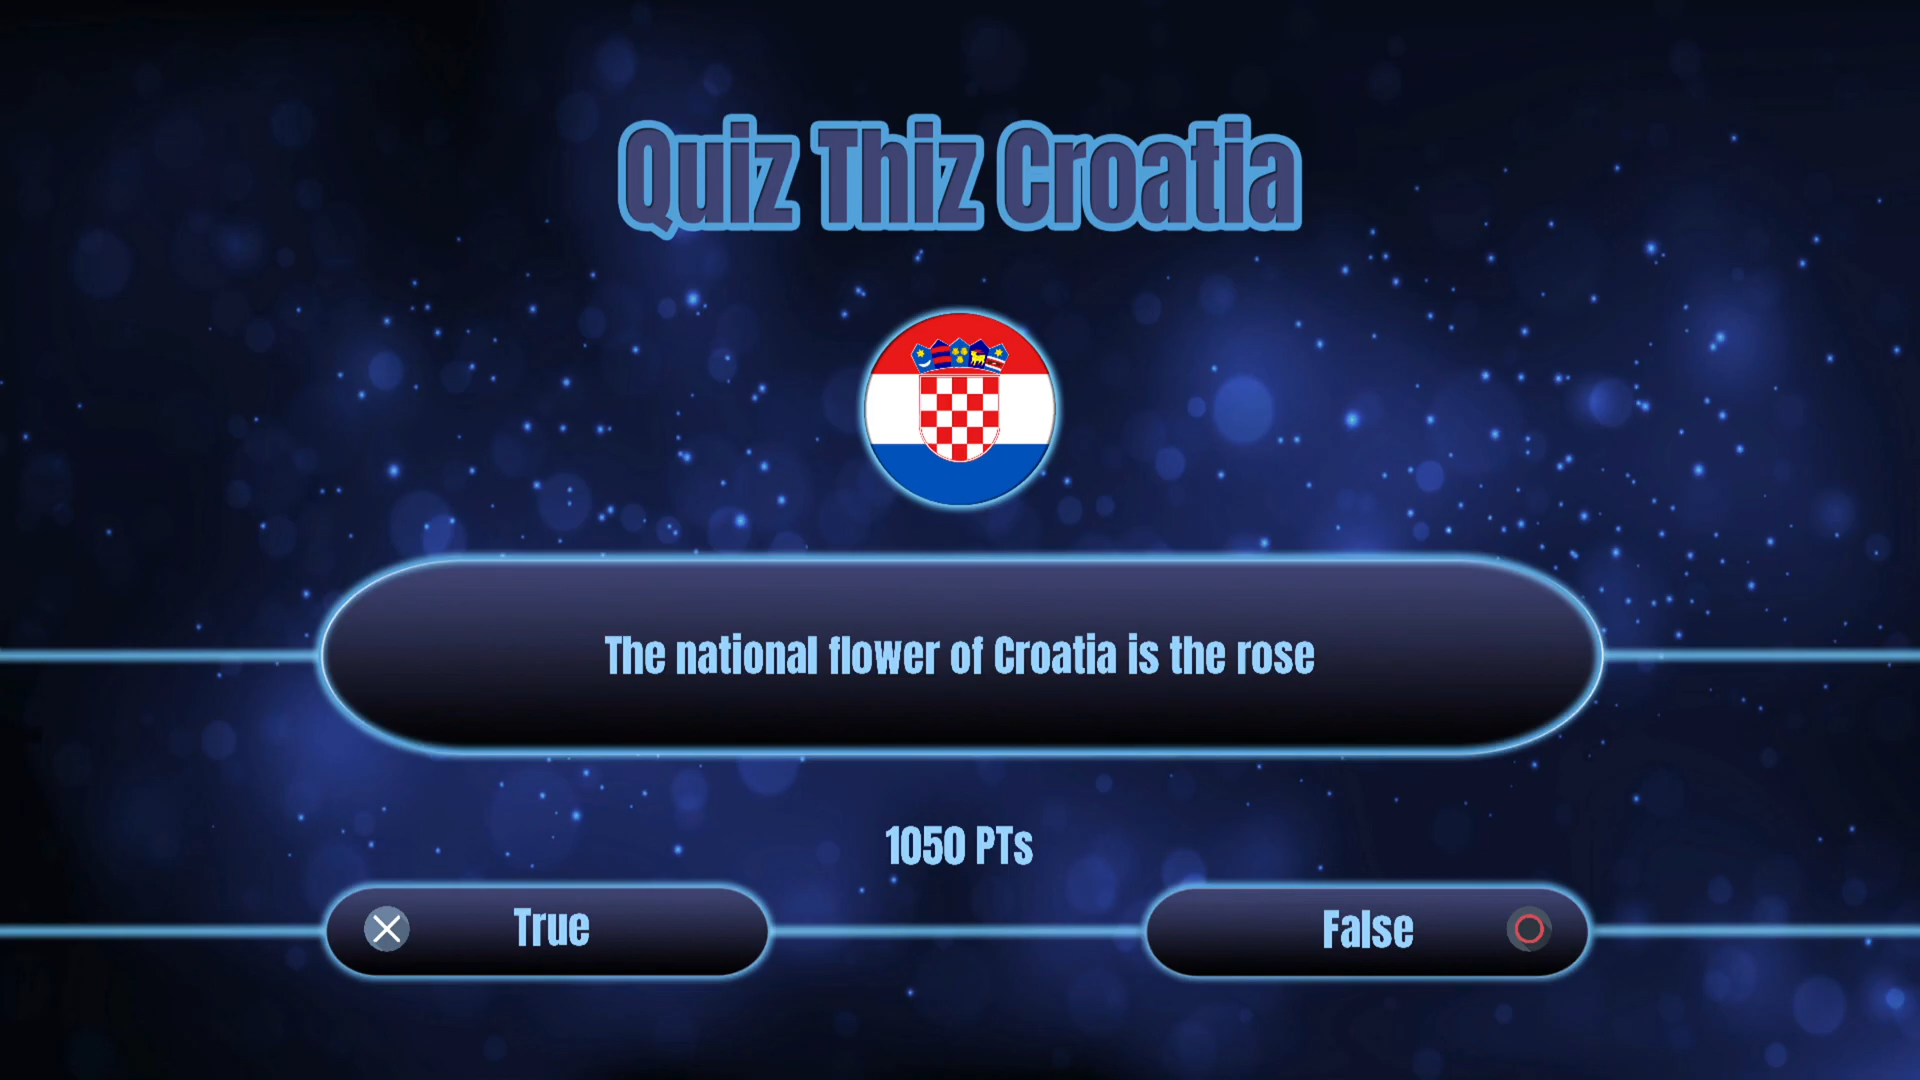 Quiz Thiz Croatia
The national flower of Croatia is the rose
1050 PTs
True
False